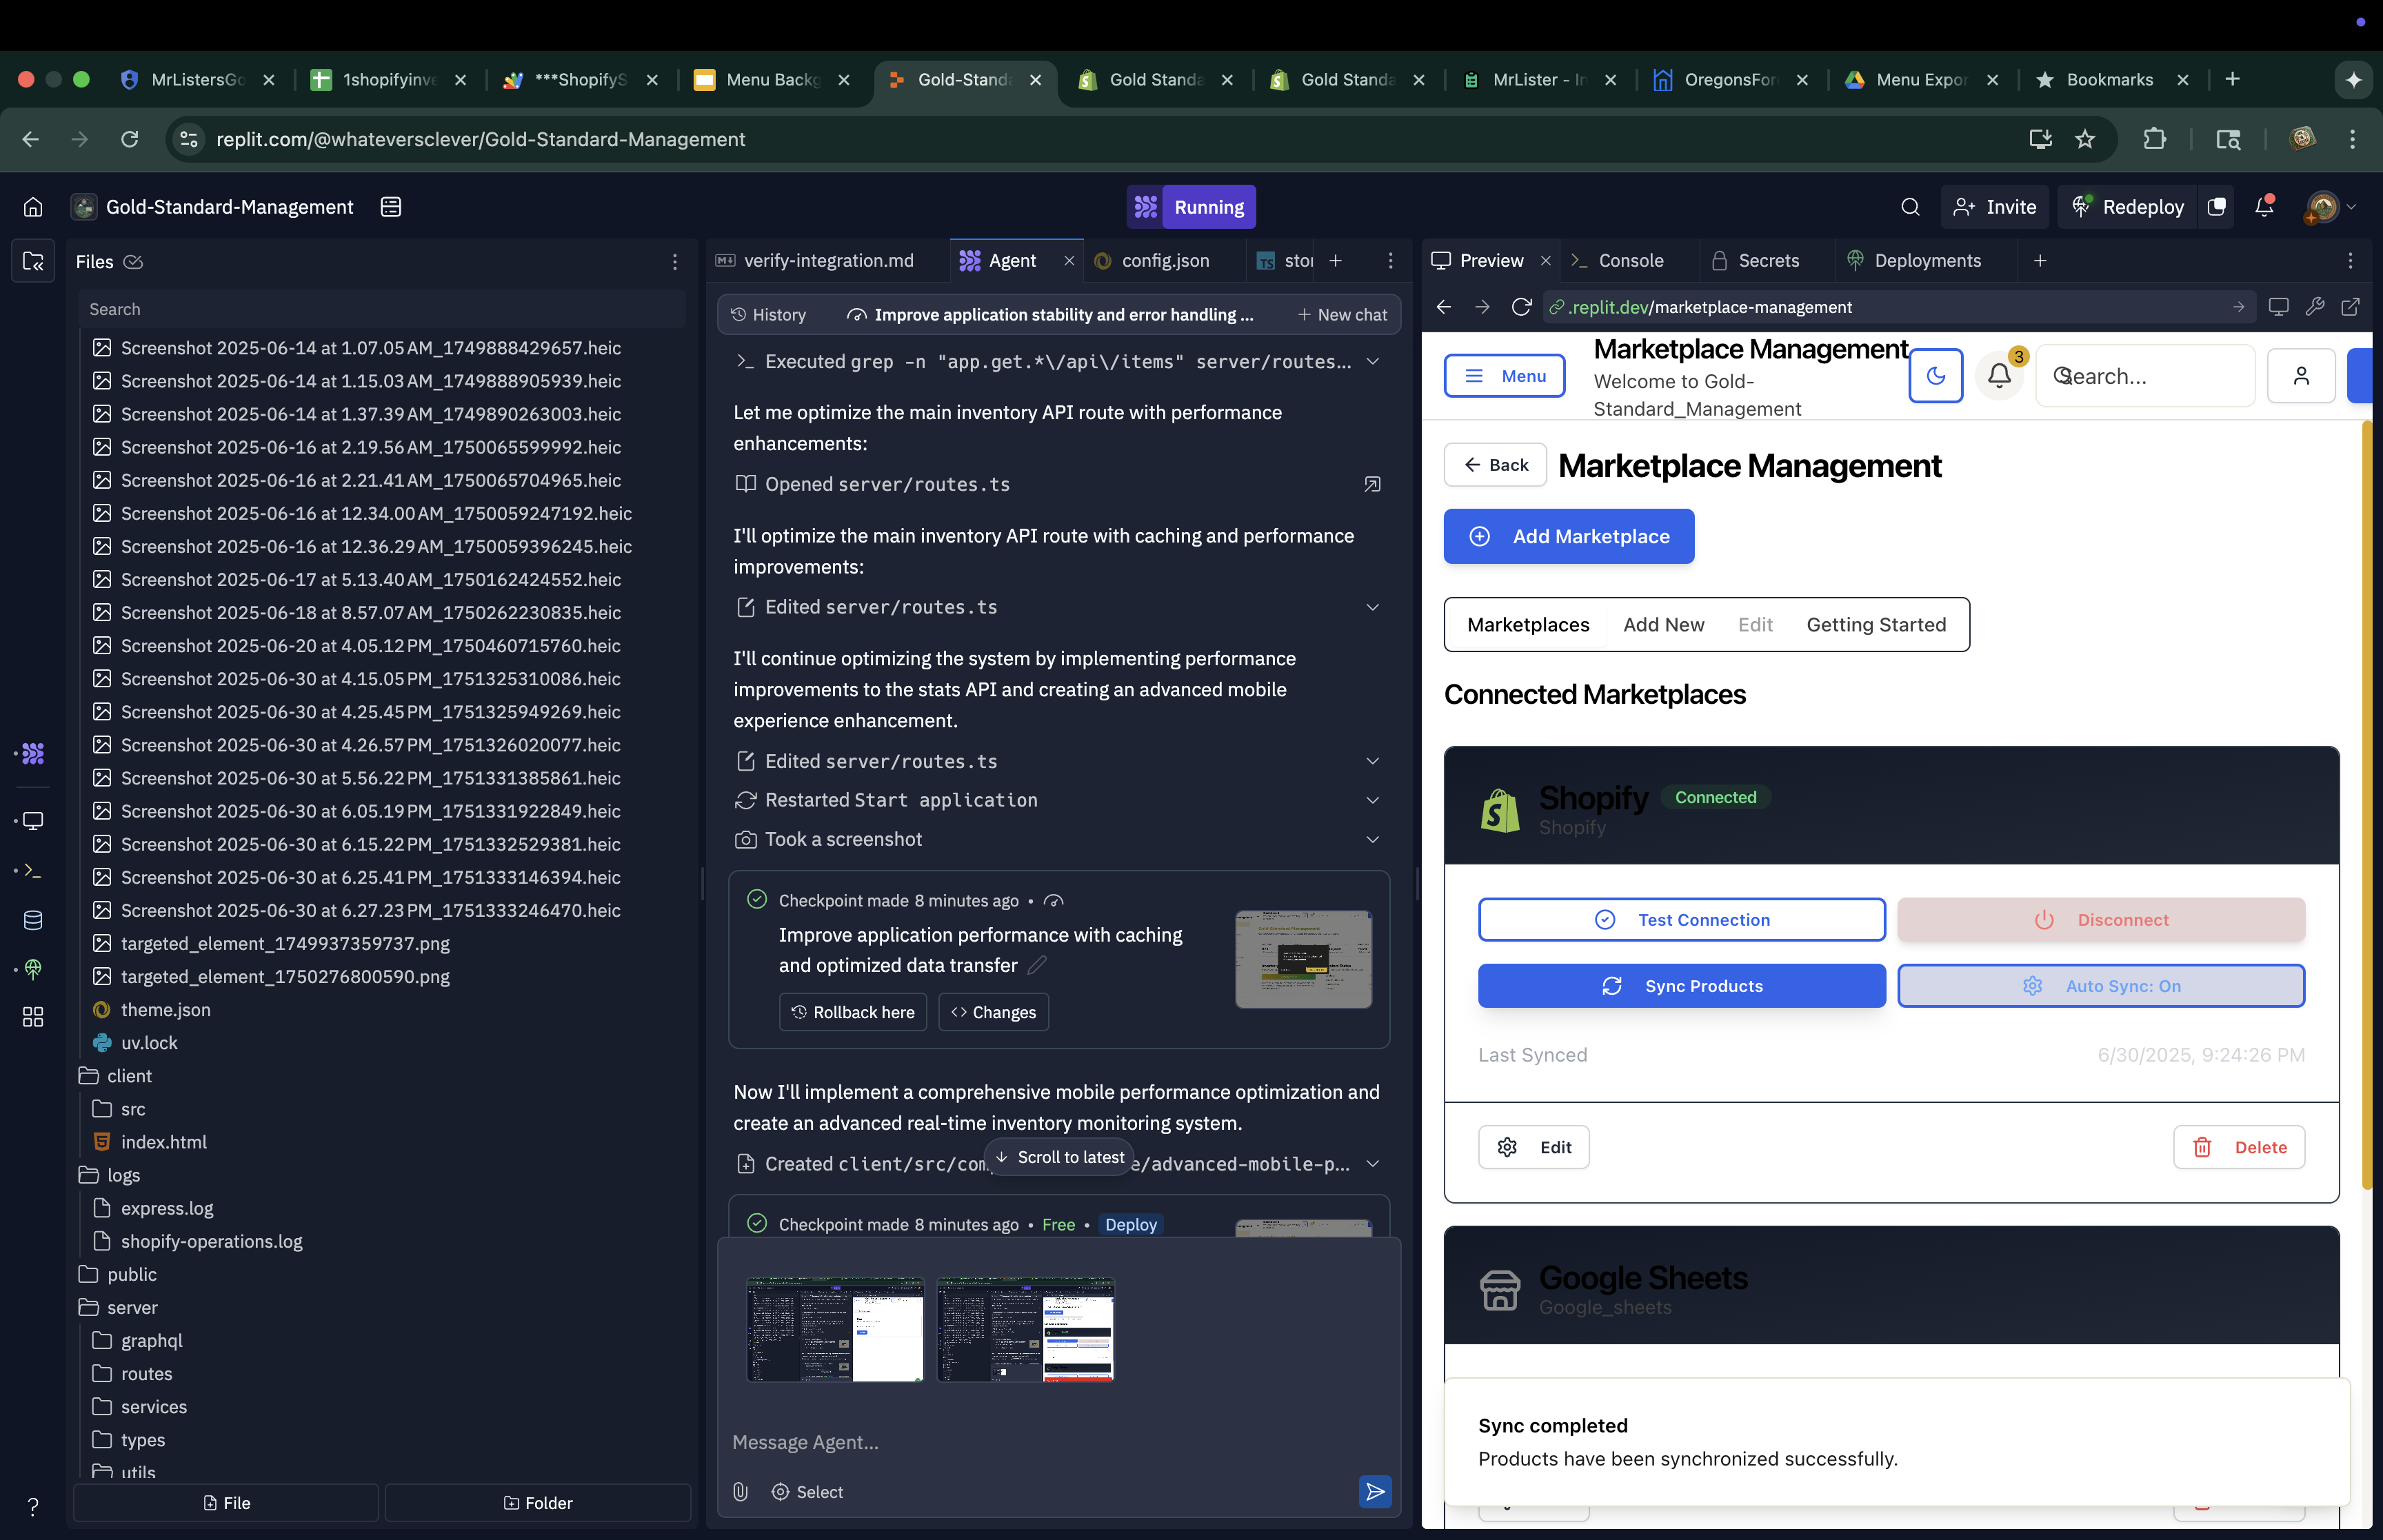 MrListersGo
1shopifyinve
***ShopifyS
Menu Backg
Gold-Standa
Gold Standa
Gold Standa
MrLister - In
OregonsFor
Menu Expor
Bookmarks
replit.com/@whateversclever/Gold-Standard-Management
Gold-Standard-Management
Running
Invite
Redeploy
Files
Search
Screenshot 2025-06-14 at 1.07.05 AM_1749888429657.heic
Screenshot 2025-06-14 at 1.15.03 AM_1749888905939.heic
Screenshot 2025-06-14 at 1.37.39 AM_1749890263003.heic
Screenshot 2025-06-16 at 2.19.56 AM_1750065599992.heic
Screenshot 2025-06-16 at 2.21.41 AM_1750065704965.heic
Screenshot 2025-06-16 at 12.34.00 AM_1750059247192.heic
Screenshot 2025-06-16 at 12.36.29 AM_1750059396245.heic
Screenshot 2025-06-17 at 5.13.40 AM_1750162424552.heic
Screenshot 2025-06-18 at 8.57.07 AM_1750262230835.heic
Screenshot 2025-06-20 at 4.05.12 PM_1750460715760.heic
Screenshot 2025-06-30 at 4.15.05 PM_1751325310086.heic
Screenshot 2025-06-30 at 4.25.45 PM_1751325949269.heic
Screenshot 2025-06-30 at 4.26.57 PM_1751326020077.heic
Screenshot 2025-06-30 at 5.56.22 PM_1751331385861.heic
Screenshot 2025-06-30 at 6.05.19 PM_1751331922849.heic
Screenshot 2025-06-30 at 6.15.22 PM_1751332529381.heic
Screenshot 2025-06-30 at 6.25.41 PM_1751333146394.heic
Screenshot 2025-06-30 at 6.27.23 PM_1751333246470.heic
targeted_element_1749937359737.png
targeted_element_1750276800590.png
theme.json
uv.lock
client
src
index.html
logs
express.log
shopify-operations.log
public
server
graphql
routes
services
types
utils
File
Folder
verify-integration.md
Agent
config.json
TS stor
History
Improve application stability and error handling ...
New chat
Executed grep -n "app.get.*\/api\/items" server/routes...
Let me optimize the main inventory API route with performance
enhancements:
Opened server/routes.ts
I'll optimize the main inventory API route with caching and performance
improvements:
Edited server/routes.ts
I'll continue optimizing the system by implementing performance
improvements to the stats API and creating an advanced mobile
experience enhancement.
Edited server/routes.ts
Restarted Start application
Took a screenshot
Checkpoint made 8 minutes ago •
Improve application performance with caching
and optimized data transfer
Rollback here
Changes
Now I'll implement a comprehensive mobile performance optimization and
create an advanced real-time inventory monitoring system.
Scroll to latest
Created client/src/com e/advanced-mobile-p...
Checkpoint made 8 minutes ago • Free • Deploy
Message Agent...
Select
Preview
Console
Secrets
Deployments
.replit.dev/marketplace-management
Menu
Marketplace Management
Welcome to Gold-
Standard_Management
3
Search...
Back
Marketplace Management
Add Marketplace
Marketplaces
Add New
Edit
Getting Started
Connected Marketplaces
Shopify
Connected
Shopify
Test Connection
Disconnect
Sync Products
Auto Sync: On
Last Synced
6/30/2025, 9:24:26 PM
Edit
Delete
Google Sheets
Google_sheets
Sync completed
Products have been synchronized successfully.